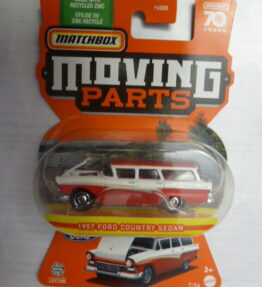 RECYCLED ZINC
UTILISE DU
ZINC RECYCLÉ
MATCHBOX
70
YEARS
MOVING
PARTS
1957 FORD COUNTRY SEDAN
3+